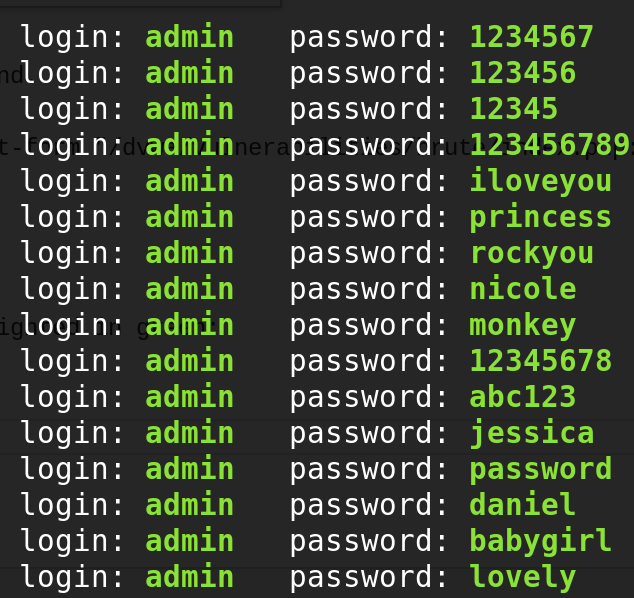 login: admin password: 1234567
login: admin password: 123456
login: admin password: 12345
login: admin password: 123456789
login: admin password: iloveyou
login: admin password: princess
login: admin password: rockyou
login: admin password: nicole
login: admin password: monkey
login: admin password: 12345678
login: admin password: abc123
login: admin password: jessica
login: admin password: password
login: admin password: daniel
login: admin password: babygirl
login: admin password: lovely